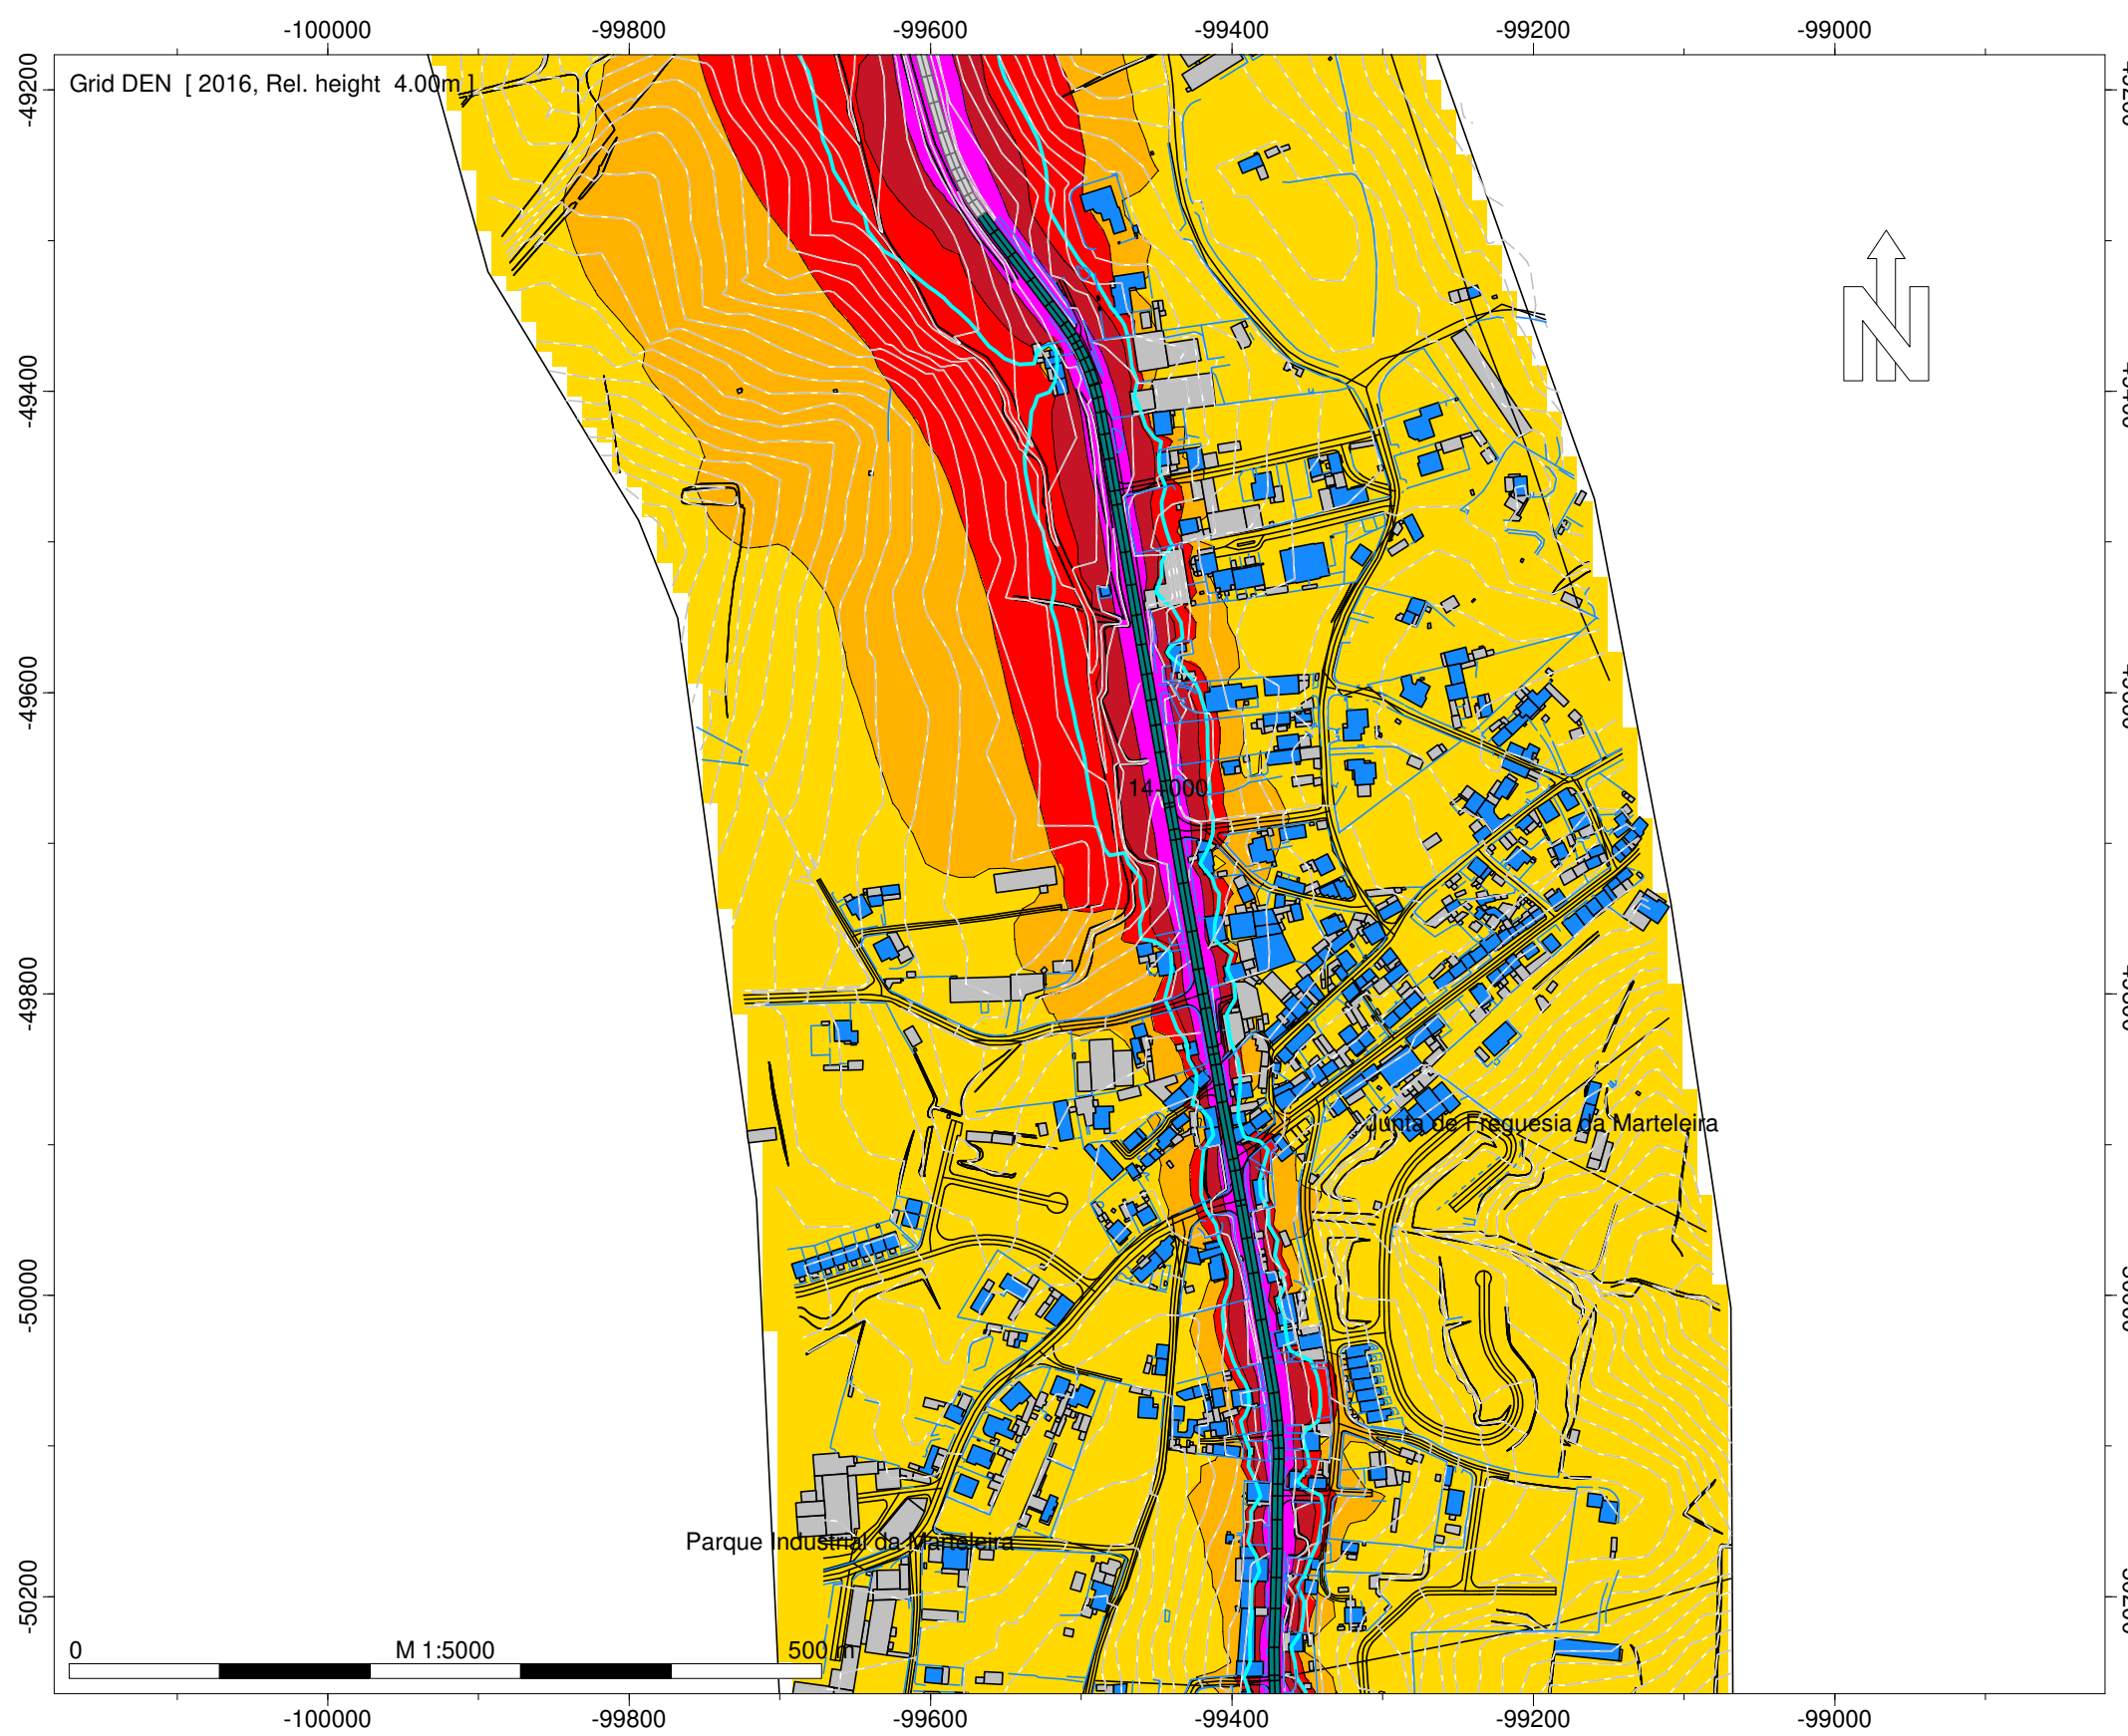 -100000 -99800 -99600 -99400 -99200 -99000
Grid DEN [ 2016, Rel. height 4.00m ]
-49200
-49400
-49600
-49800
-50000
-50200
N
14+000
Junta de Freguesia da Marteleira
Parque Industrial da Marteleira
0 M 1:5000 500 m
-100000 -99800 -99600 -99400 -99200 -99000